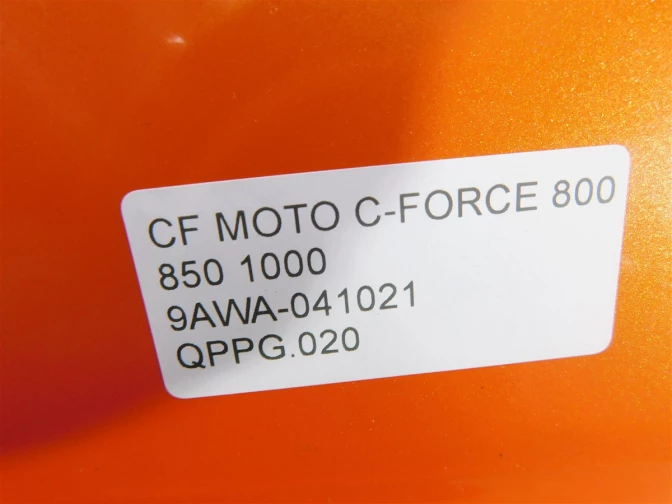 CF MOTO C-FORCE 800
850 1000
9AWA-041021
QPPG.020